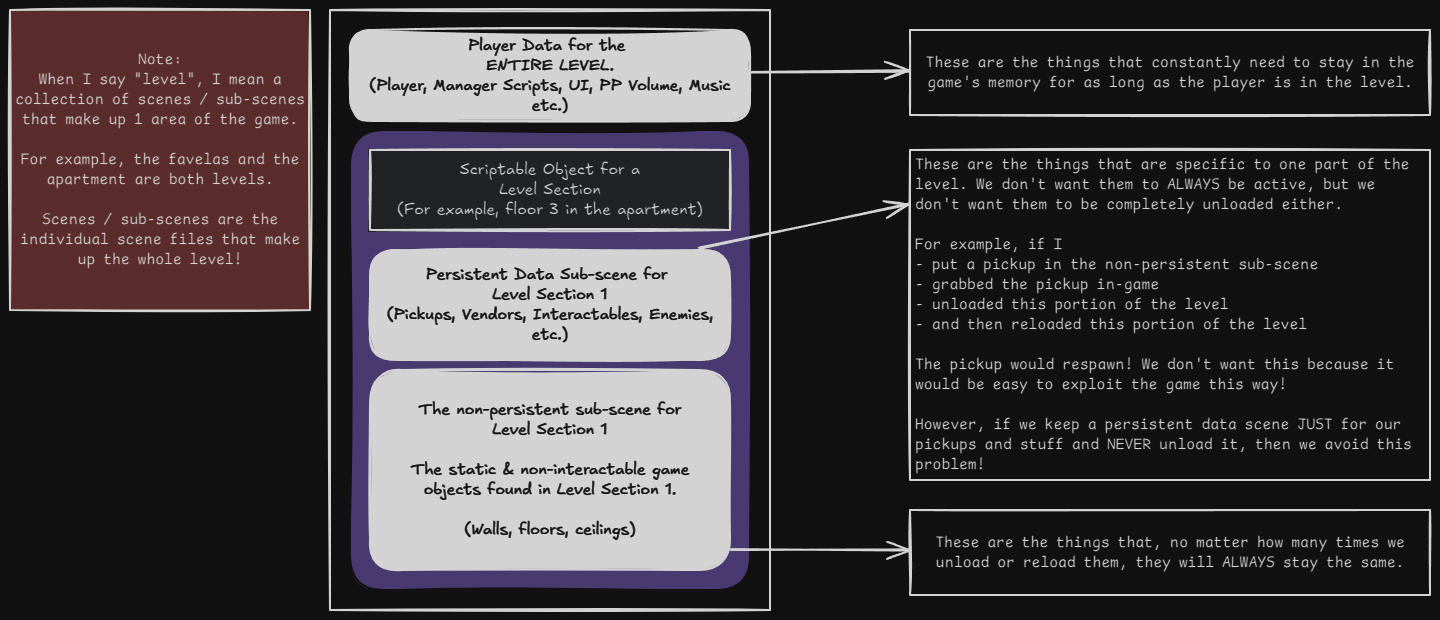 Note:
When I say "level", I mean a
collection of scenes / sub-scenes
that make up 1 area of the game.
For example, the favelas and the
apartment are both levels.
Scenes / sub-scenes are the
individual scene files that make
up the whole level!
Player Data for the
ENTIRE LEVEL.
(Player, Manager Scripts, UI, PP Volume, Music
etc.)
Scriptable Object for a
Level Section
(For example, floor 3 in the apartment)
Persistent Data Sub-scene for
Level Section 1
(Pickups, Vendors, Interactables, Enemies,
etc.)
The non-persistent sub-scene for
Level Section 1
The static & non-interactable game
objects found in Level Section 1.
(Walls, floors, ceilings)
These are the things that constantly need to stay in the
game's memory for as long as the player is in the level.
These are the things that are specific to one part of the
level. We don't want them to ALWAYS be active, but we
don't want them to be completely unloaded either.
For example, if I
- put a pickup in the non-persistent sub-scene
- grabbed the pickup in-game
- unloaded this portion of the level
- and then reloaded this portion of the level
The pickup would respawn! We don't want this because it
would be easy to exploit the game this way!
However, if we keep a persistent data scene JUST for our
pickups and stuff and NEVER unload it, then we avoid this
problem!
These are the things that, no matter how many times we
unload or reload them, they will ALWAYS stay the same.